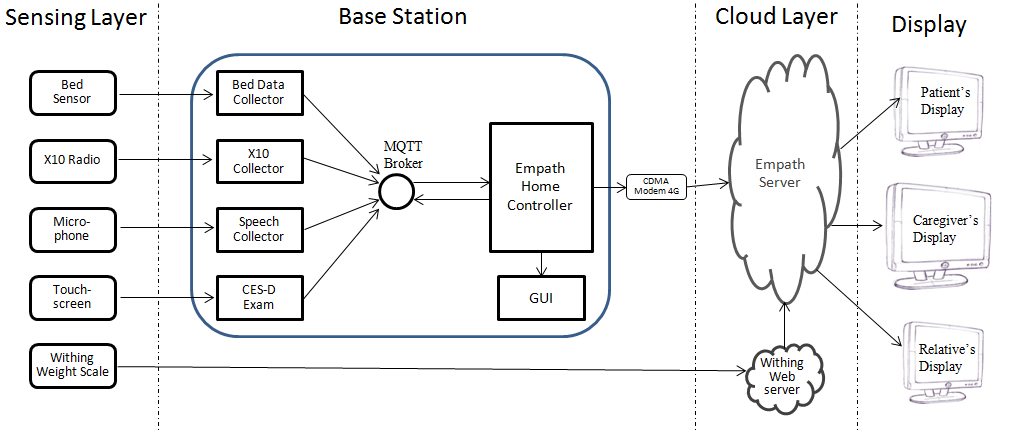 Sensing Layer
Base Station
Cloud Layer
Display
Bed
Sensor
X10 Radio
Micro-
phone
Touch-
screen
Withing
Weight Scale
Bed Data
Collector
X10
Collector
Speech
Collector
CES-D
Exam
MQTT
Broker
Empath
Home
Controller
GUI
CDMA
Modem 4G
Empath
Server
Withing
Web
server
Patient’s
Display
Caregiver’s
Display
Relative’s
Display